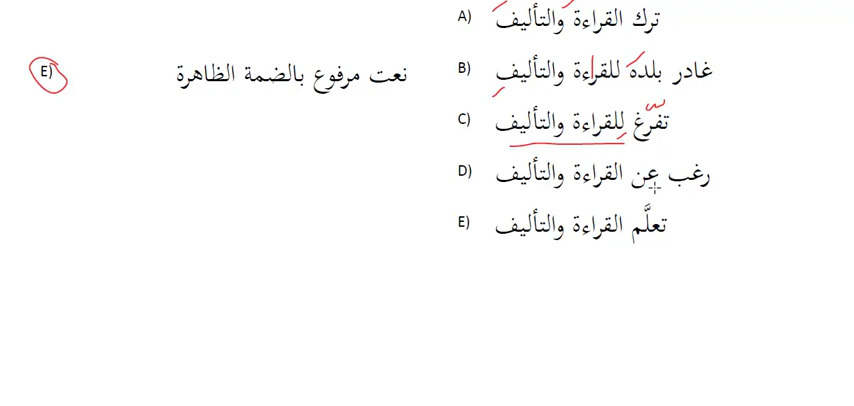 A) ترك القراءة والتأليف
B) غادر بلده للقراءة والتأليف
C) تفرّغ للقراءة والتأليف
D) رغب عن القراءة والتأليف
E) تعلَّم القراءة والتأليف
E) نعت مرفوع بالضمة الظاهرة